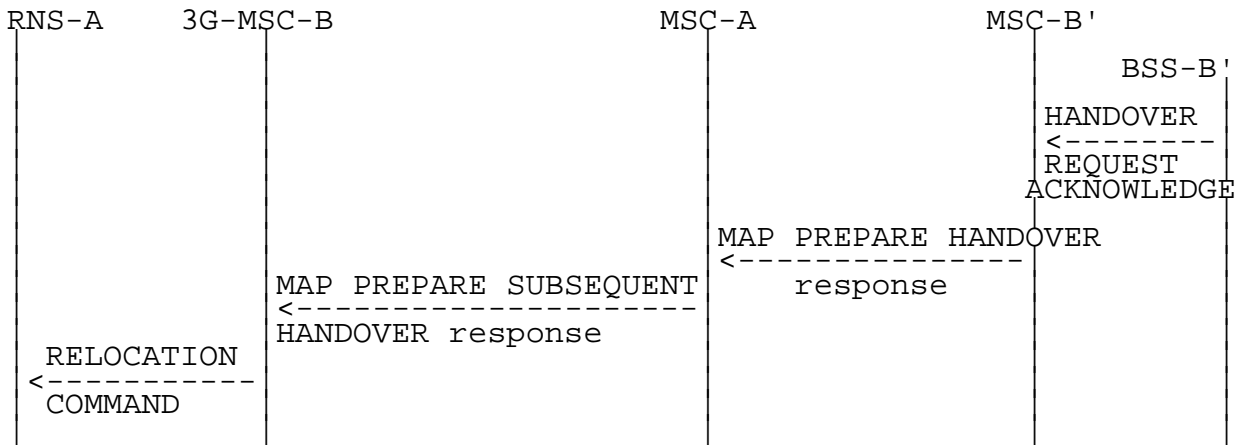 RNS-A 3G-MSC-B MSC-A MSC-B'
BSS-B'
HANDOVER
REQUEST
ACKNOWLEDGE
MAP PREPARE HANDOVER
response
MAP PREPARE SUBSEQUENT
HANDOVER response
RELOCATION
COMMAND